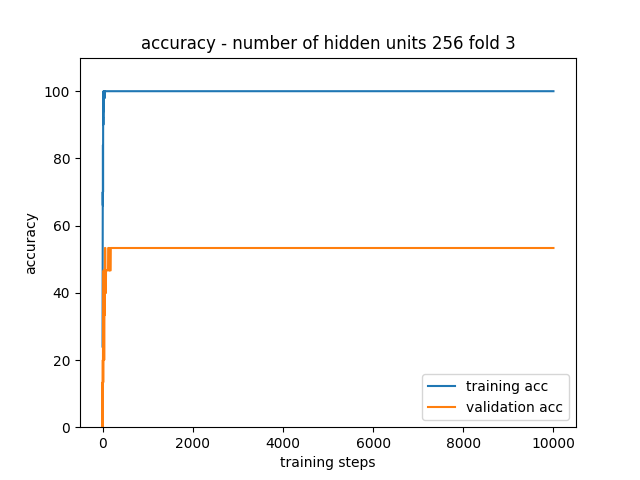 accuracy - number of hidden units 256 fold 3
100
80
60
40
20
0
accuracy
0 2000 4000 6000 8000 10000
training steps
training acc
validation acc